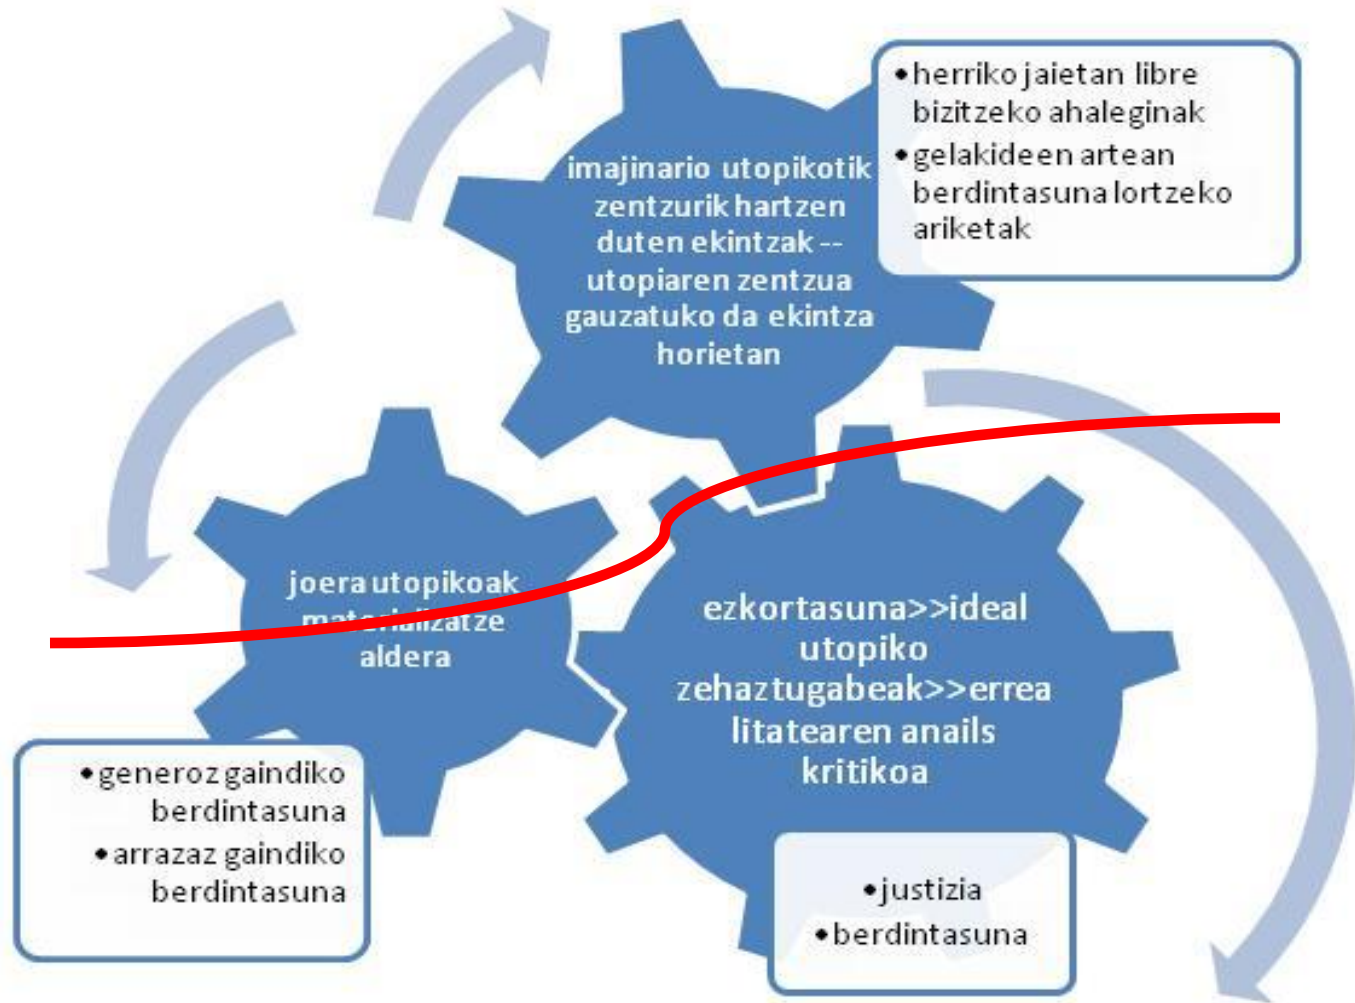 imajinario utopikotik
zentzurik hartzen
duten ekintzak --
utopiaren zentzua
gauzatuko da ekintza
horietan
•herriko jaietan libre
bizitzeko ahaleginak
•gelakideen artean
berdintasuna lortzeko
ariketak
joera utopikoak
materializatze
aldera
•generoz gaindiko
berdintasuna
•arrazaz gaindiko
berdintasuna
ezkortasuna>>ideal
utopiko
zehaztugabeak>>errea
litatearen anails
kritikoa
•justizia
•berdintasuna